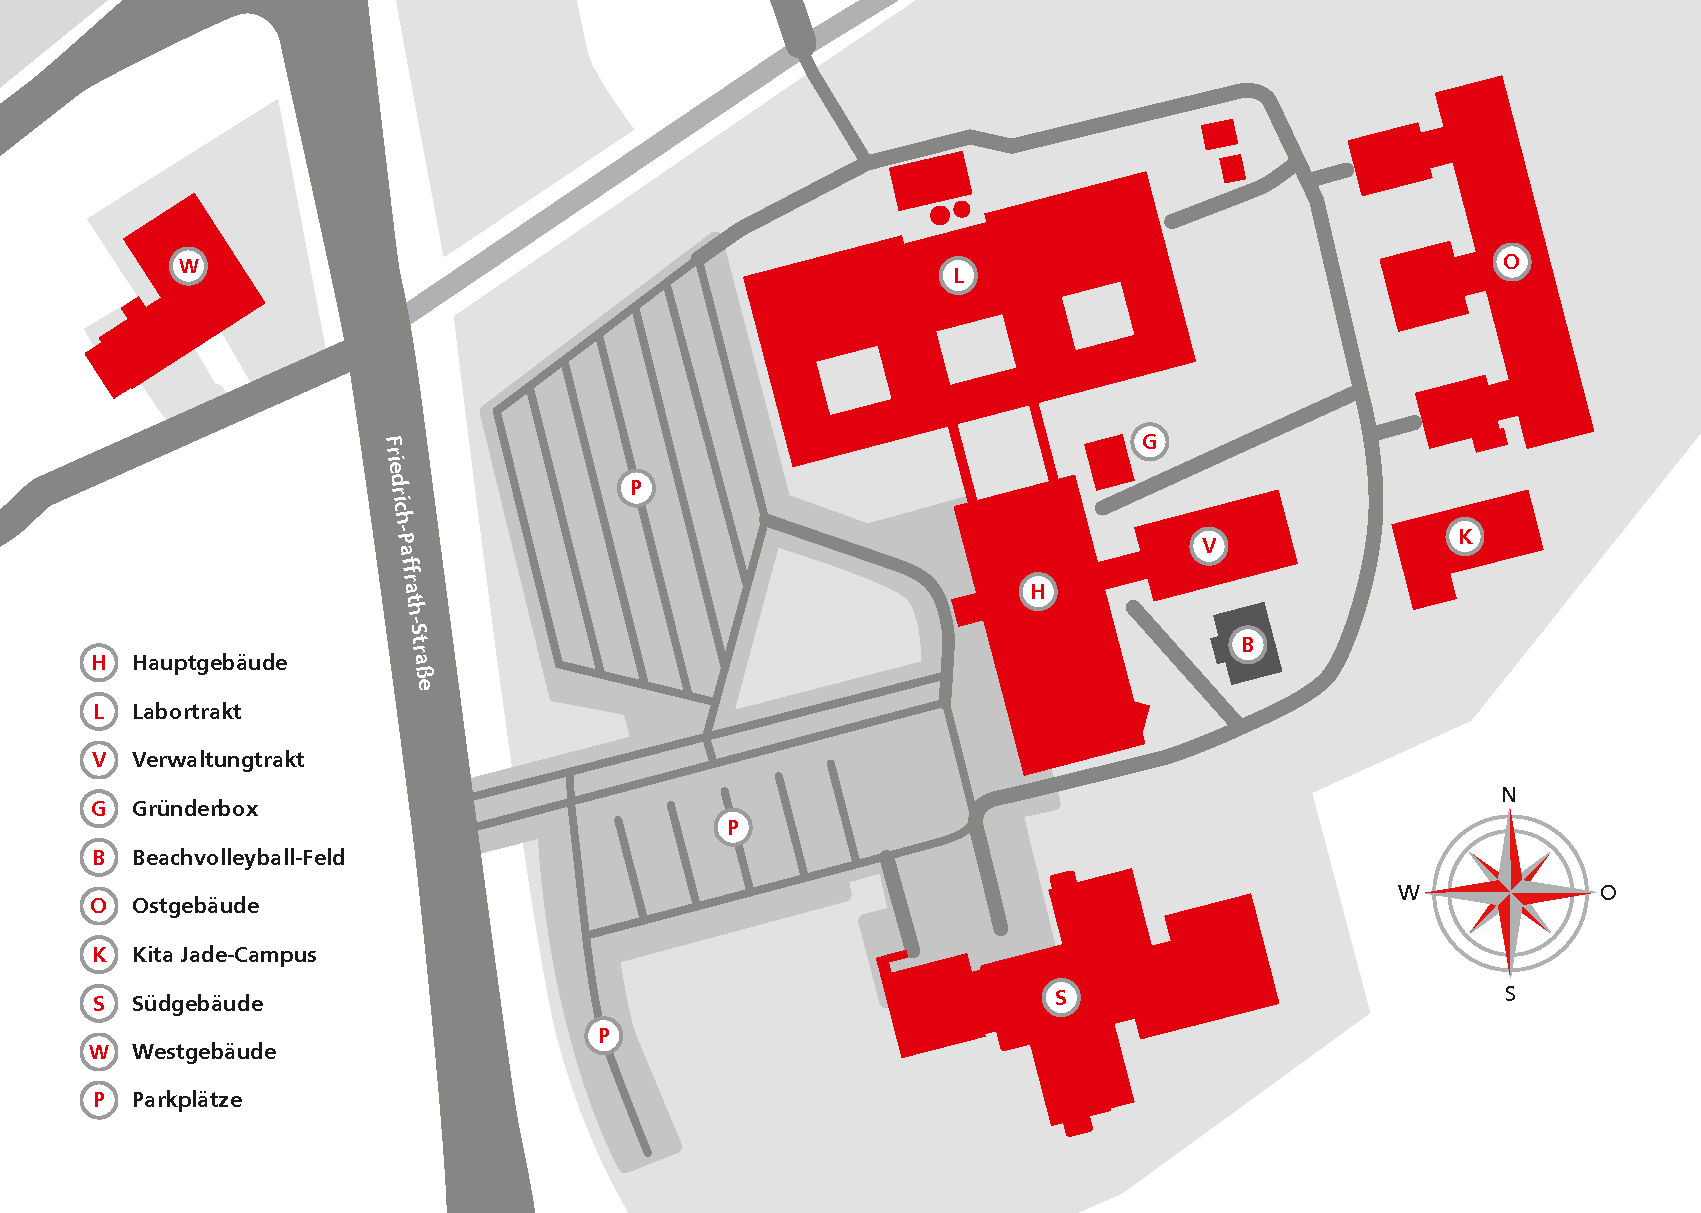 W
L
O
G
P
V
K
H
B
Friedrich-Paffrath-Straße
H Hauptgebäude
L Labortrakt
V Verwaltungtrakt
G Gründerbox
B Beachvolleyball-Feld
O Ostgebäude
K Kita Jade-Campus
S Südgebäude
W Westgebäude
P Parkplätze
P
S
P
N
W
O
S